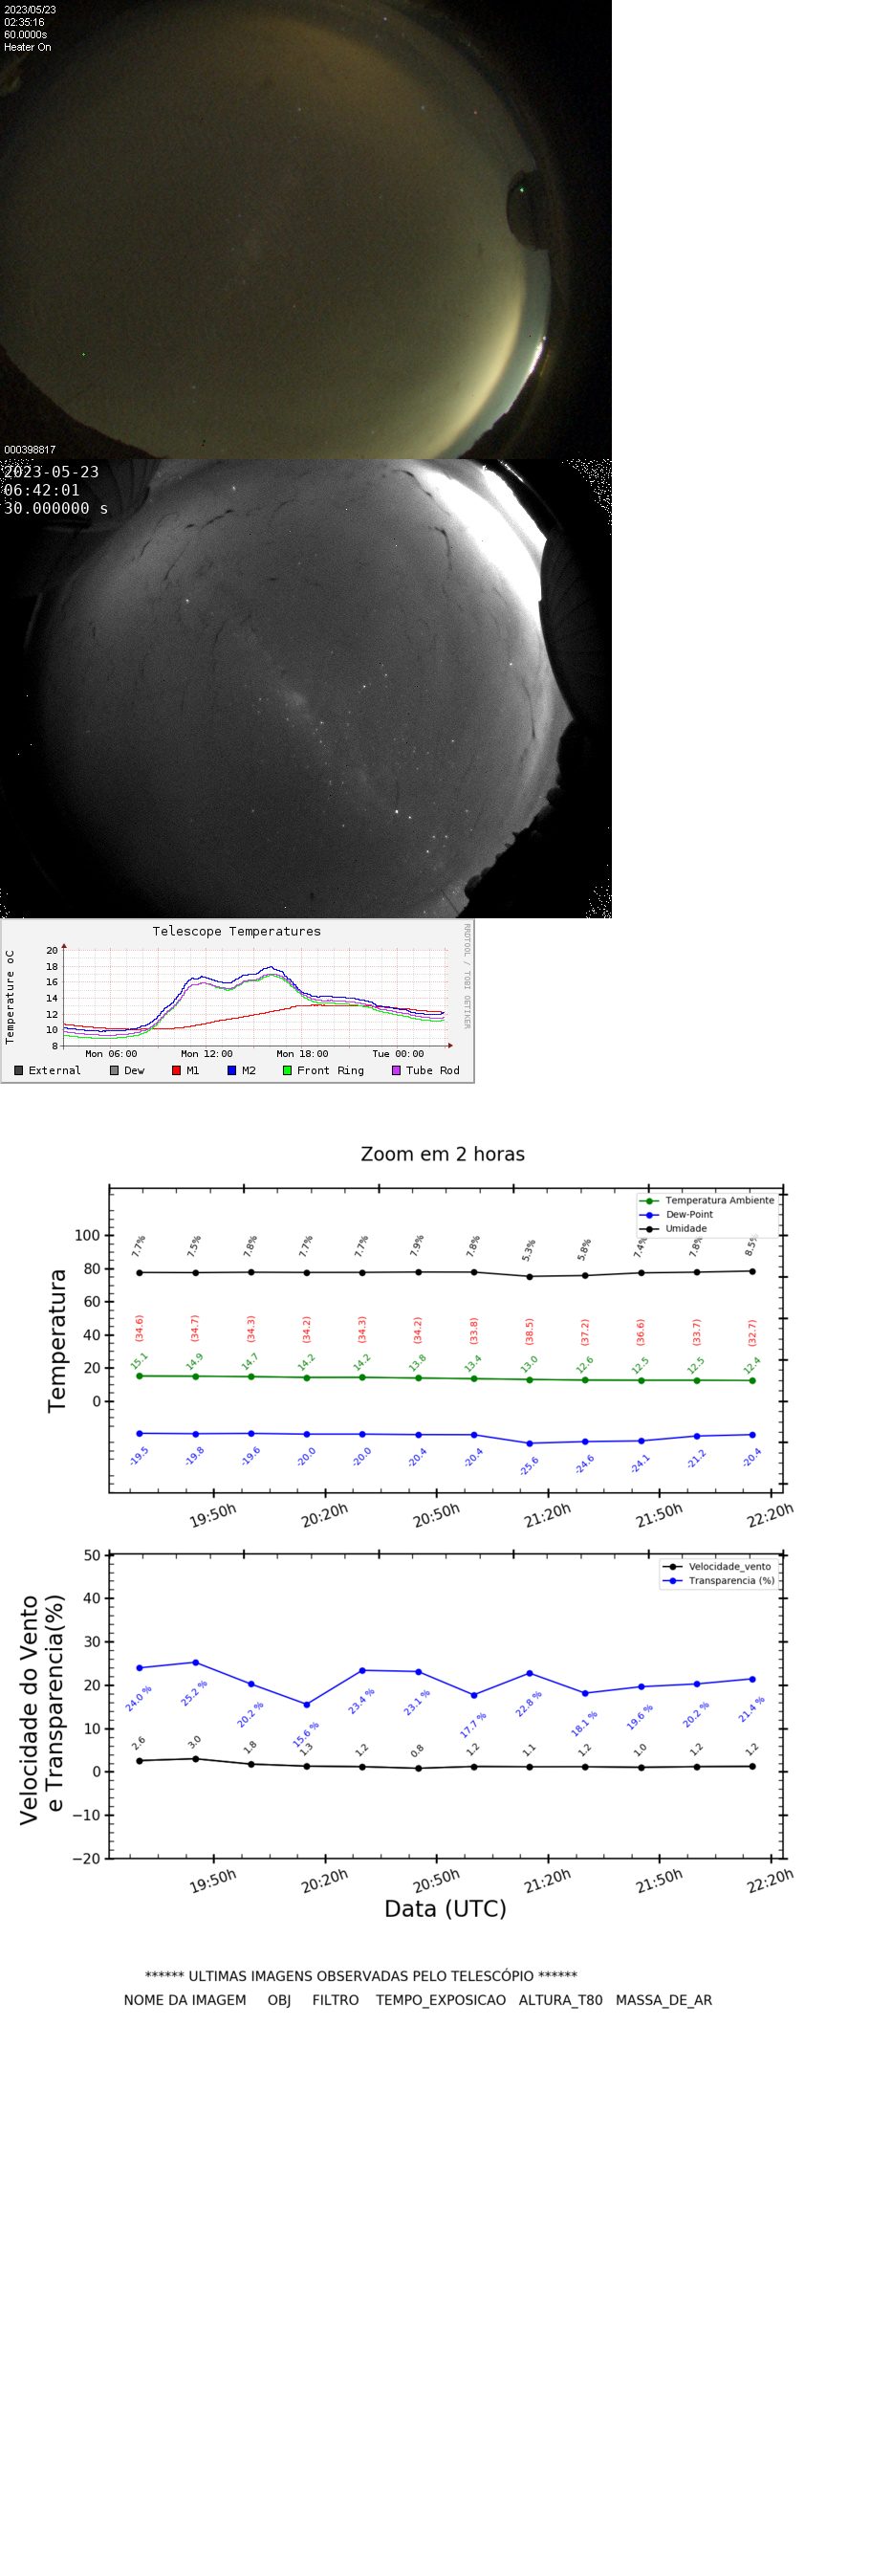 2023/05/23
02:35:16
60.0000s
Heater On
000398817
2023-05-23
06:42:01
30.000000 s
Telescope Temperatures
RRDTOOL / TOBI OETIKER
Temperature oC
20
18
16
14
12
10
8
Mon 06:00 Mon 12:00 Mon 18:00 Tue 00:00
External Dew M1 M2 Front Ring Tube Rod
Zoom em 2 horas
Temperatura Ambiente
Dew-Point
Umidade
Temperatura
100
80
60
40
20
0
7.7% 7.5% 7.8% 7.7% 7.7% 7.9% 7.8% 5.3% 5.8% 7.4% 7.8% 8.5%
(34.6) (34.7) (34.3) (34.2) (34.3) (34.2) (33.8) (38.5) (37.2) (36.6) (33.7) (32.7)
15.1 14.9 14.7 14.2 14.2 13.8 13.4 13.0 12.6 12.5 12.5 12.4
-19.5 -19.8 -19.6 -20.0 -20.0 -20.4 -20.4 -25.6 -24.6 -24.1 -21.2 -20.4
19:50h 20:20h 20:50h 21:20h 21:50h 22:20h
Velocidade_vento
Transparencia (%)
Velocidade do Vento
e Transparencia(%)
50
40
30
20
10
0
−10
−20
24.0 % 25.2 % 20.2 % 15.6 % 23.4 % 23.1 % 17.7 % 22.8 % 18.1 % 19.6 % 20.2 % 21.4 %
2.6 3.0 1.8 1.3 1.2 0.8 1.2 1.1 1.2 1.0 1.2 1.2
19:50h 20:20h 20:50h 21:20h 21:50h 22:20h
Data (UTC)
****** ULTIMAS IMAGENS OBSERVADAS PELO TELESCÓPIO ******
NOME DA IMAGEM OBJ FILTRO TEMPO_EXPOSICAO ALTURA_T80 MASSA_DE_AR